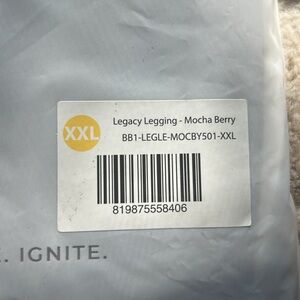 XXL
Legacy Legging - Mocha Berry
BB1-LEGLE-MOCBY501-XXL
819875558406
. IGNITE.